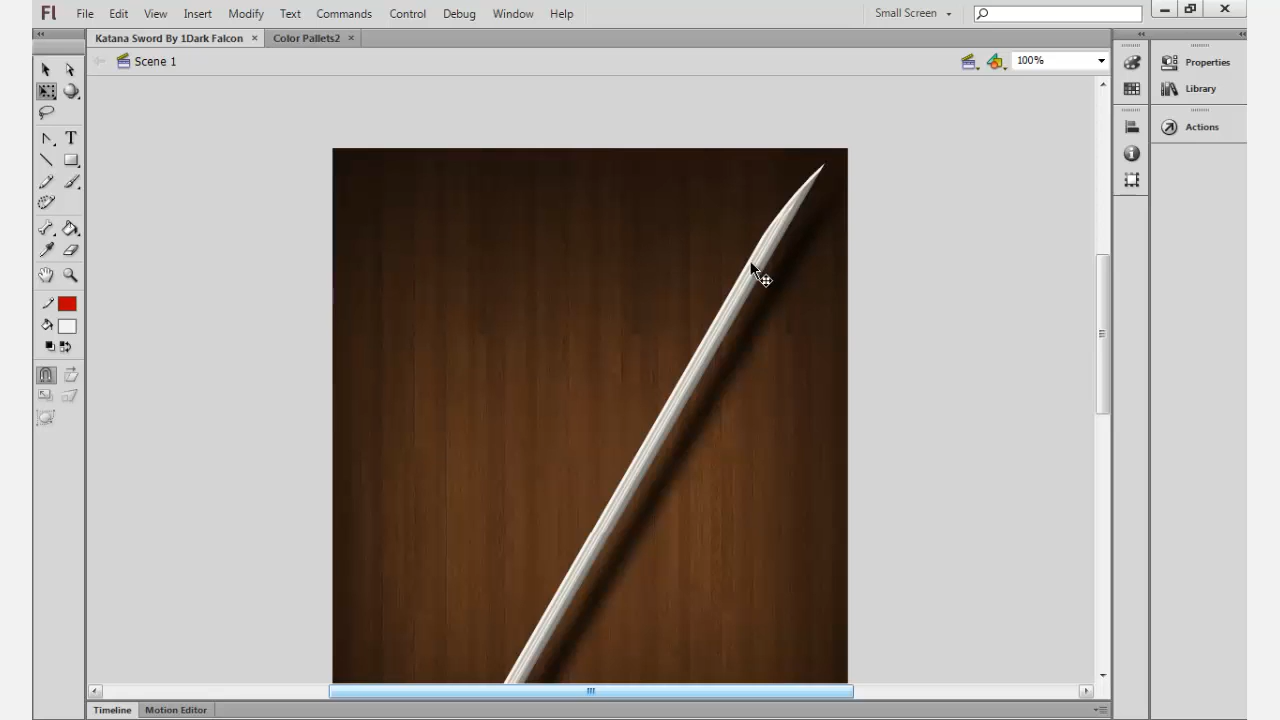 Fl File Edit View Insert Modify Text Commands Control Debug Window Help Small Screen
Katana Sword By 1Dark Falcon × Color Pallets2 ×
Scene 1 100%
Properties
Library
Actions
T
Timeline Motion Editor